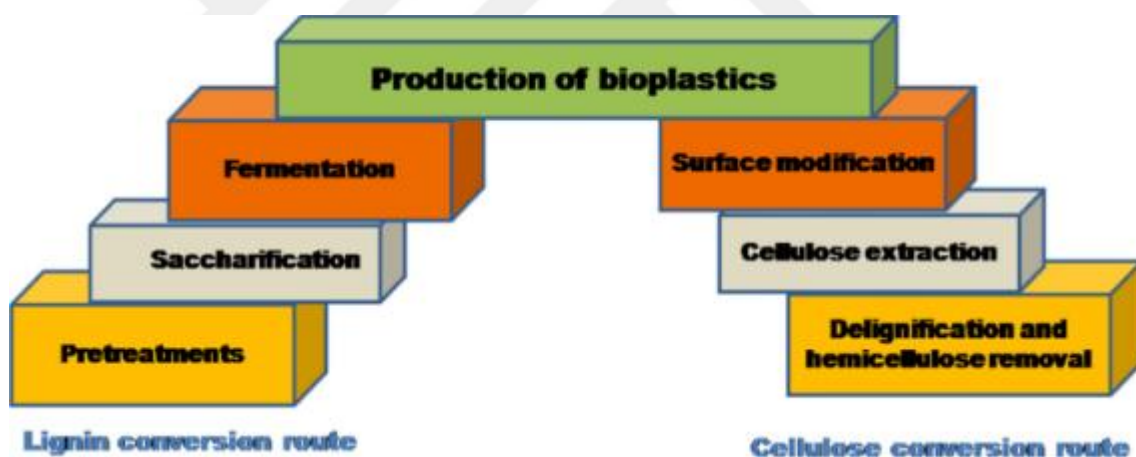 Production of bioplastics
Fermentation
Surface modification
Saccharification
Cellulose extraction
Pretreatments
Delignification and
hemicellulose removal
Lignin conversion route
Cellulose conversion route